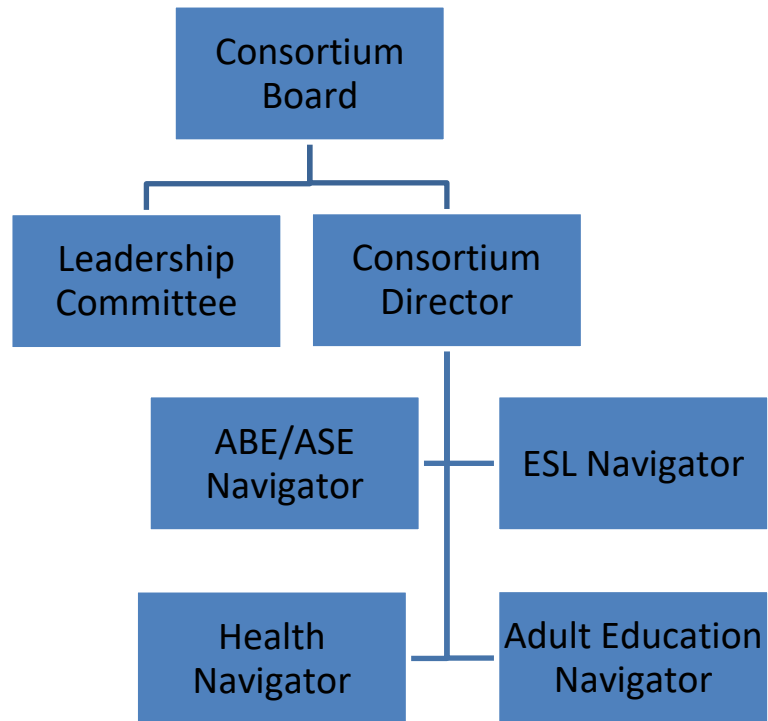 Consortium
Board
Leadership
Committee
Consortium
Director
ABE/ASE
Navigator
ESL Navigator
Health
Navigator
Adult Education
Navigator